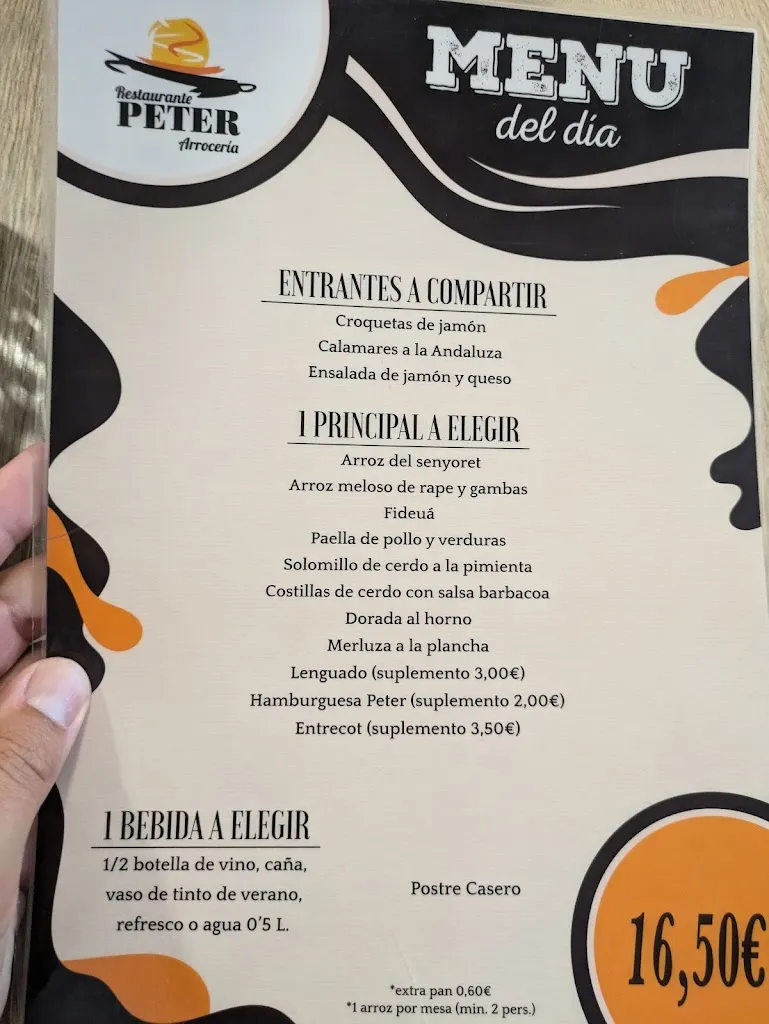 Restaurante
PETER
Arrocería
MENU
del día
ENTRANTES A COMPARTIR
Croquetas de jamón
Calamares a la Andaluza
Ensalada de jamón y queso
1 PRINCIPAL A ELEGIR
Arroz del senyoret
Arroz meloso de rape y gambas
Fideuá
Paella de pollo y verduras
Solomillo de cerdo a la pimienta
Costillas de cerdo con salsa barbacoa
Dorada al horno
Merluza a la plancha
Lenguado (suplemento 3,00€)
Hamburguesa Peter (suplemento 2,00€)
Entrecot (suplemento 3,50€)
1 BEBIDA A ELEGIR
1/2 botella de vino, caña,
vaso de tinto de verano,
refresco o agua 0'5 L.
Postre Casero
16,50€
*extra pan 0,60€
*1 arroz por mesa (min. 2 pers.)